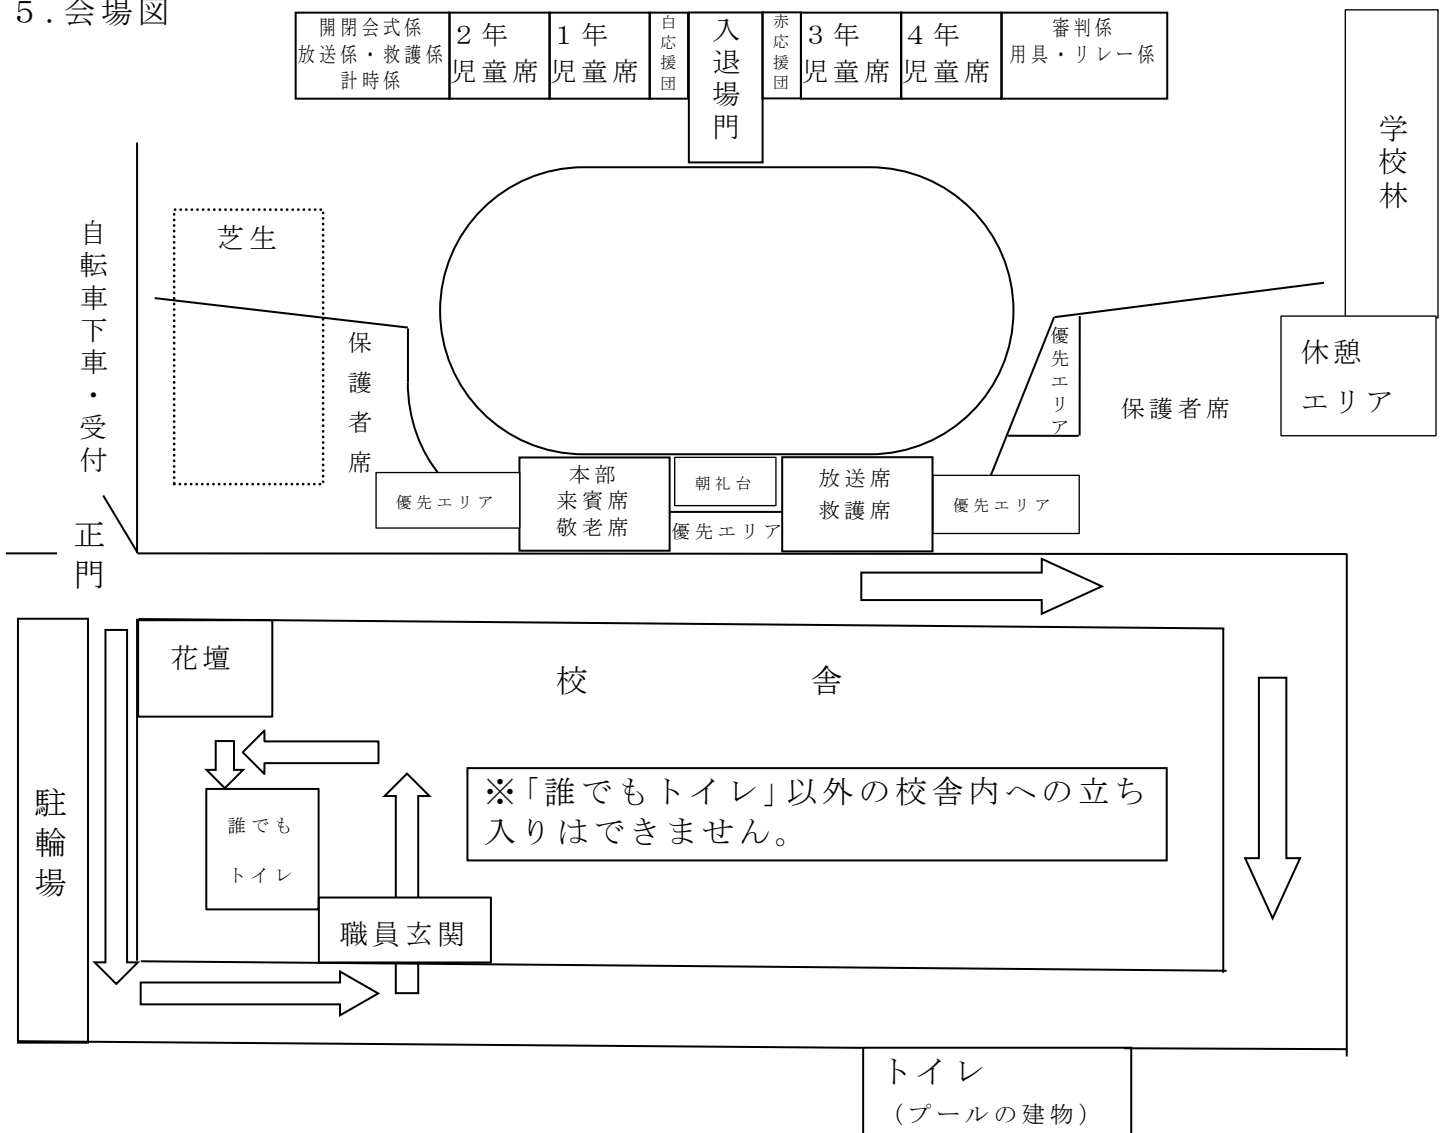 ５.会場図
開閉会式係
放送係・救護係
計時係
２年
児童席
１年
児童席
白応援団
入退場門
赤応援団
３年
児童席
４年
児童席
審判係
用具・リレー係
学校林
自転車下車・受付
芝生
保護者席
優先エリア
保護者席
休憩
エリア
優先エリア
本部
来賓席
敬老席
朝礼台
優先エリア
放送席
救護席
優先エリア
正門
花壇
校舎
駐輪場
※「誰でもトイレ」以外の校舎内への立ち
入りはできません。
誰でも
トイレ
職員玄関
トイレ
（プールの建物）